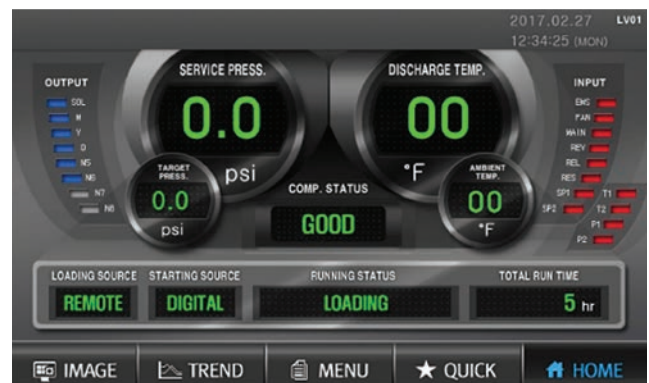 2017.02.27 LV01
12:34:25 (MON)
OUTPUT
SOL
M
Y
D
N5
N6
N7
N8
SERVICE PRESS.
0.0
psi
TARGET
PRESS.
0.0
psi
DISCHARGE TEMP.
00
°F
AMBIENT
TEMP.
00
°F
COMP. STATUS
GOOD
INPUT
EMS
FAN
MAIN
REV
REL
RES
SP1 T1
SP2 T2
P1
P2
LOADING SOURCE STARTING SOURCE RUNNING STATUS TOTAL RUN TIME
REMOTE DIGITAL LOADING 5 hr
IMAGE TREND MENU QUICK HOME